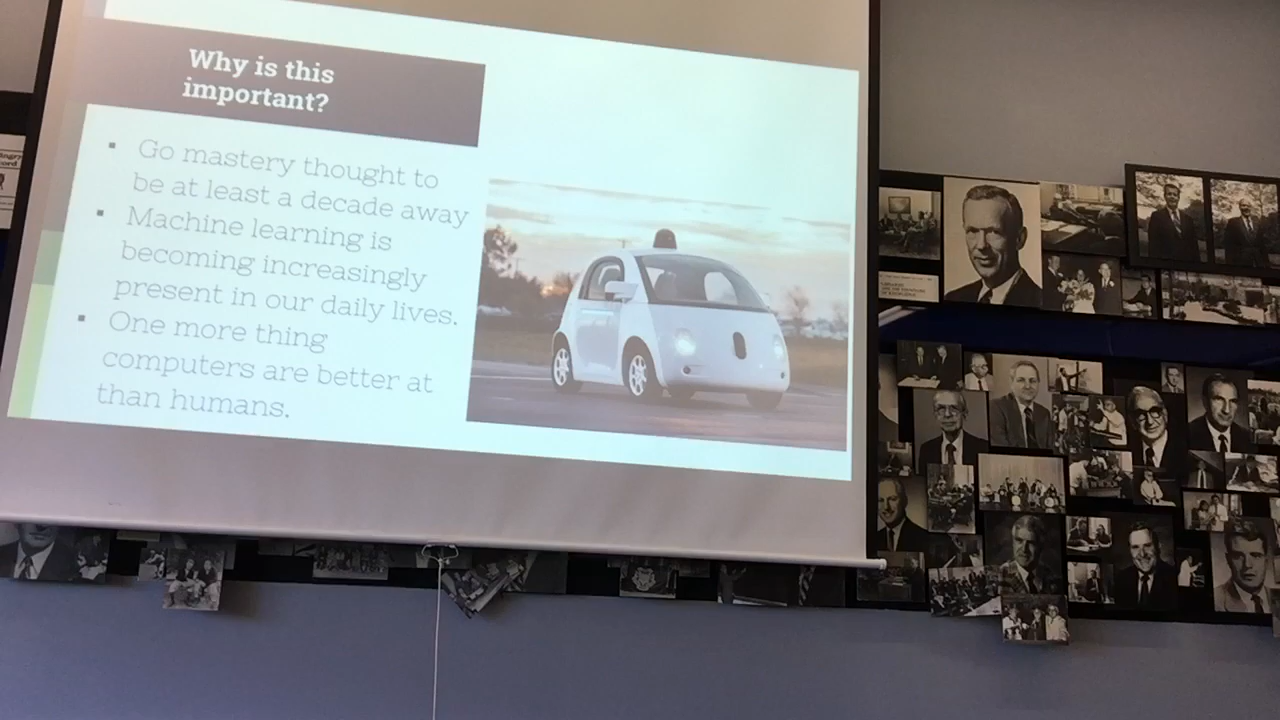 Why is this
important?
Go mastery thought to
be at least a decade away
Machine learning is
becoming increasingly
present in our daily lives.
One more thing
computers are better at
than humans.